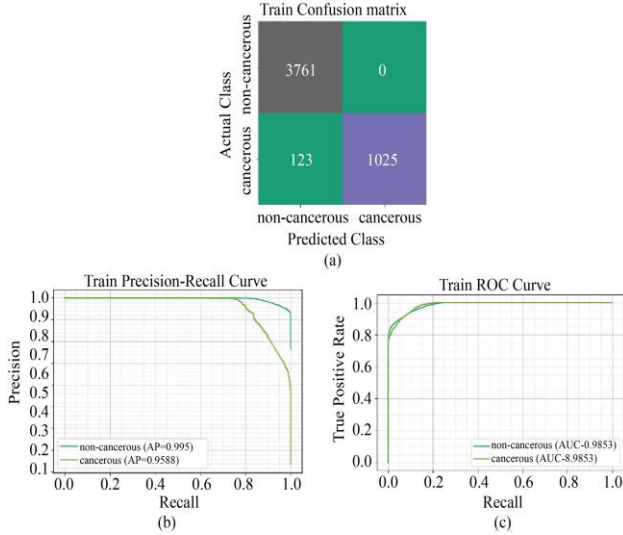 Train Confusion matrix
Actual Class
non-cancerous
cancerous
3761
0
123
1025
non-cancerous
cancerous
Predicted Class
(a)
Train Precision-Recall Curve
Precision
1.0
0.9
0.8
0.7
0.6
0.5
0.4
0.3
0.2
0.1
non-cancerous (AP=0.995)
cancerous (AP=0.9588)
0.0
0.2
0.4
0.6
0.8
1.0
Recall
(b)
Train ROC Curve
True Positive Rate
1.0
0.8
0.6
0.4
0.2
0.0
non-cancerous (AUC-0.9853)
cancerous (AUC-8.9853)
0.0
0.2
0.4
0.6
0.8
1.0
Recall
(c)